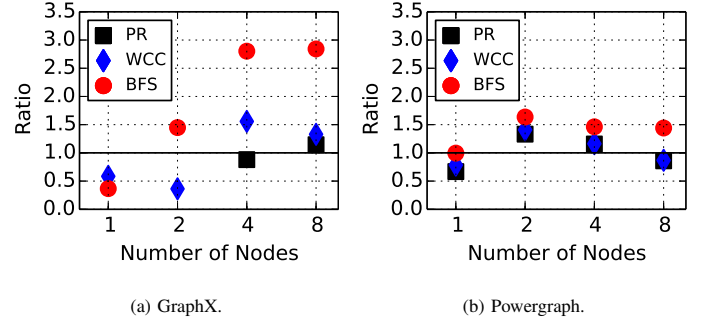 3.5
3.0
2.5
2.0
1.5
1.0
0.5
0.0
Ratio
PR
WCC
BFS
1 2 4 8
Number of Nodes
(a) GraphX.
3.5
3.0
2.5
2.0
1.5
1.0
0.5
0.0
Ratio
PR
WCC
BFS
1 2 4 8
Number of Nodes
(b) Powergraph.